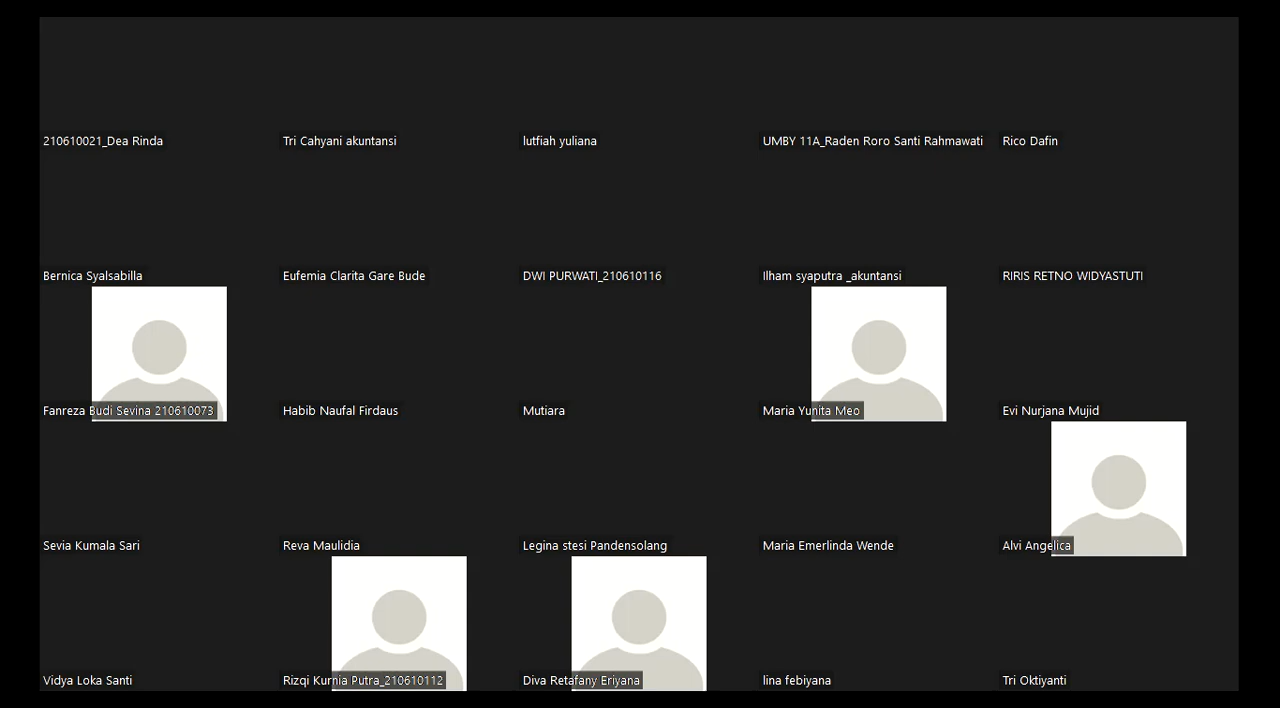 210610021_Dea Rinda
Tri Cahyani akuntansi
lutfiah yuliana
UMBY 11A_Raden Roro Santi Rahmawati
Rico Dafin
Bernica Syalsabilla
Eufemia Clarita Gare Bude
DWI PURWATI_210610116
Ilham syaputra _akuntansi
RIRIS RETNO WIDYASTUTI
Fanreza Budi Sevina 210610073
Habib Naufal Firdaus
Mutiara
Maria Yunita Meo
Evi Nurjana Mujid
Sevia Kumala Sari
Reva Maulidia
Legina stesi Pandensolang
Maria Emerlinda Wende
Alvi Angelica
Vidya Loka Santi
Rizqi Kurnia Putra_210610112
Diva Retafany Eriyana
lina febiyana
Tri Oktiyanti